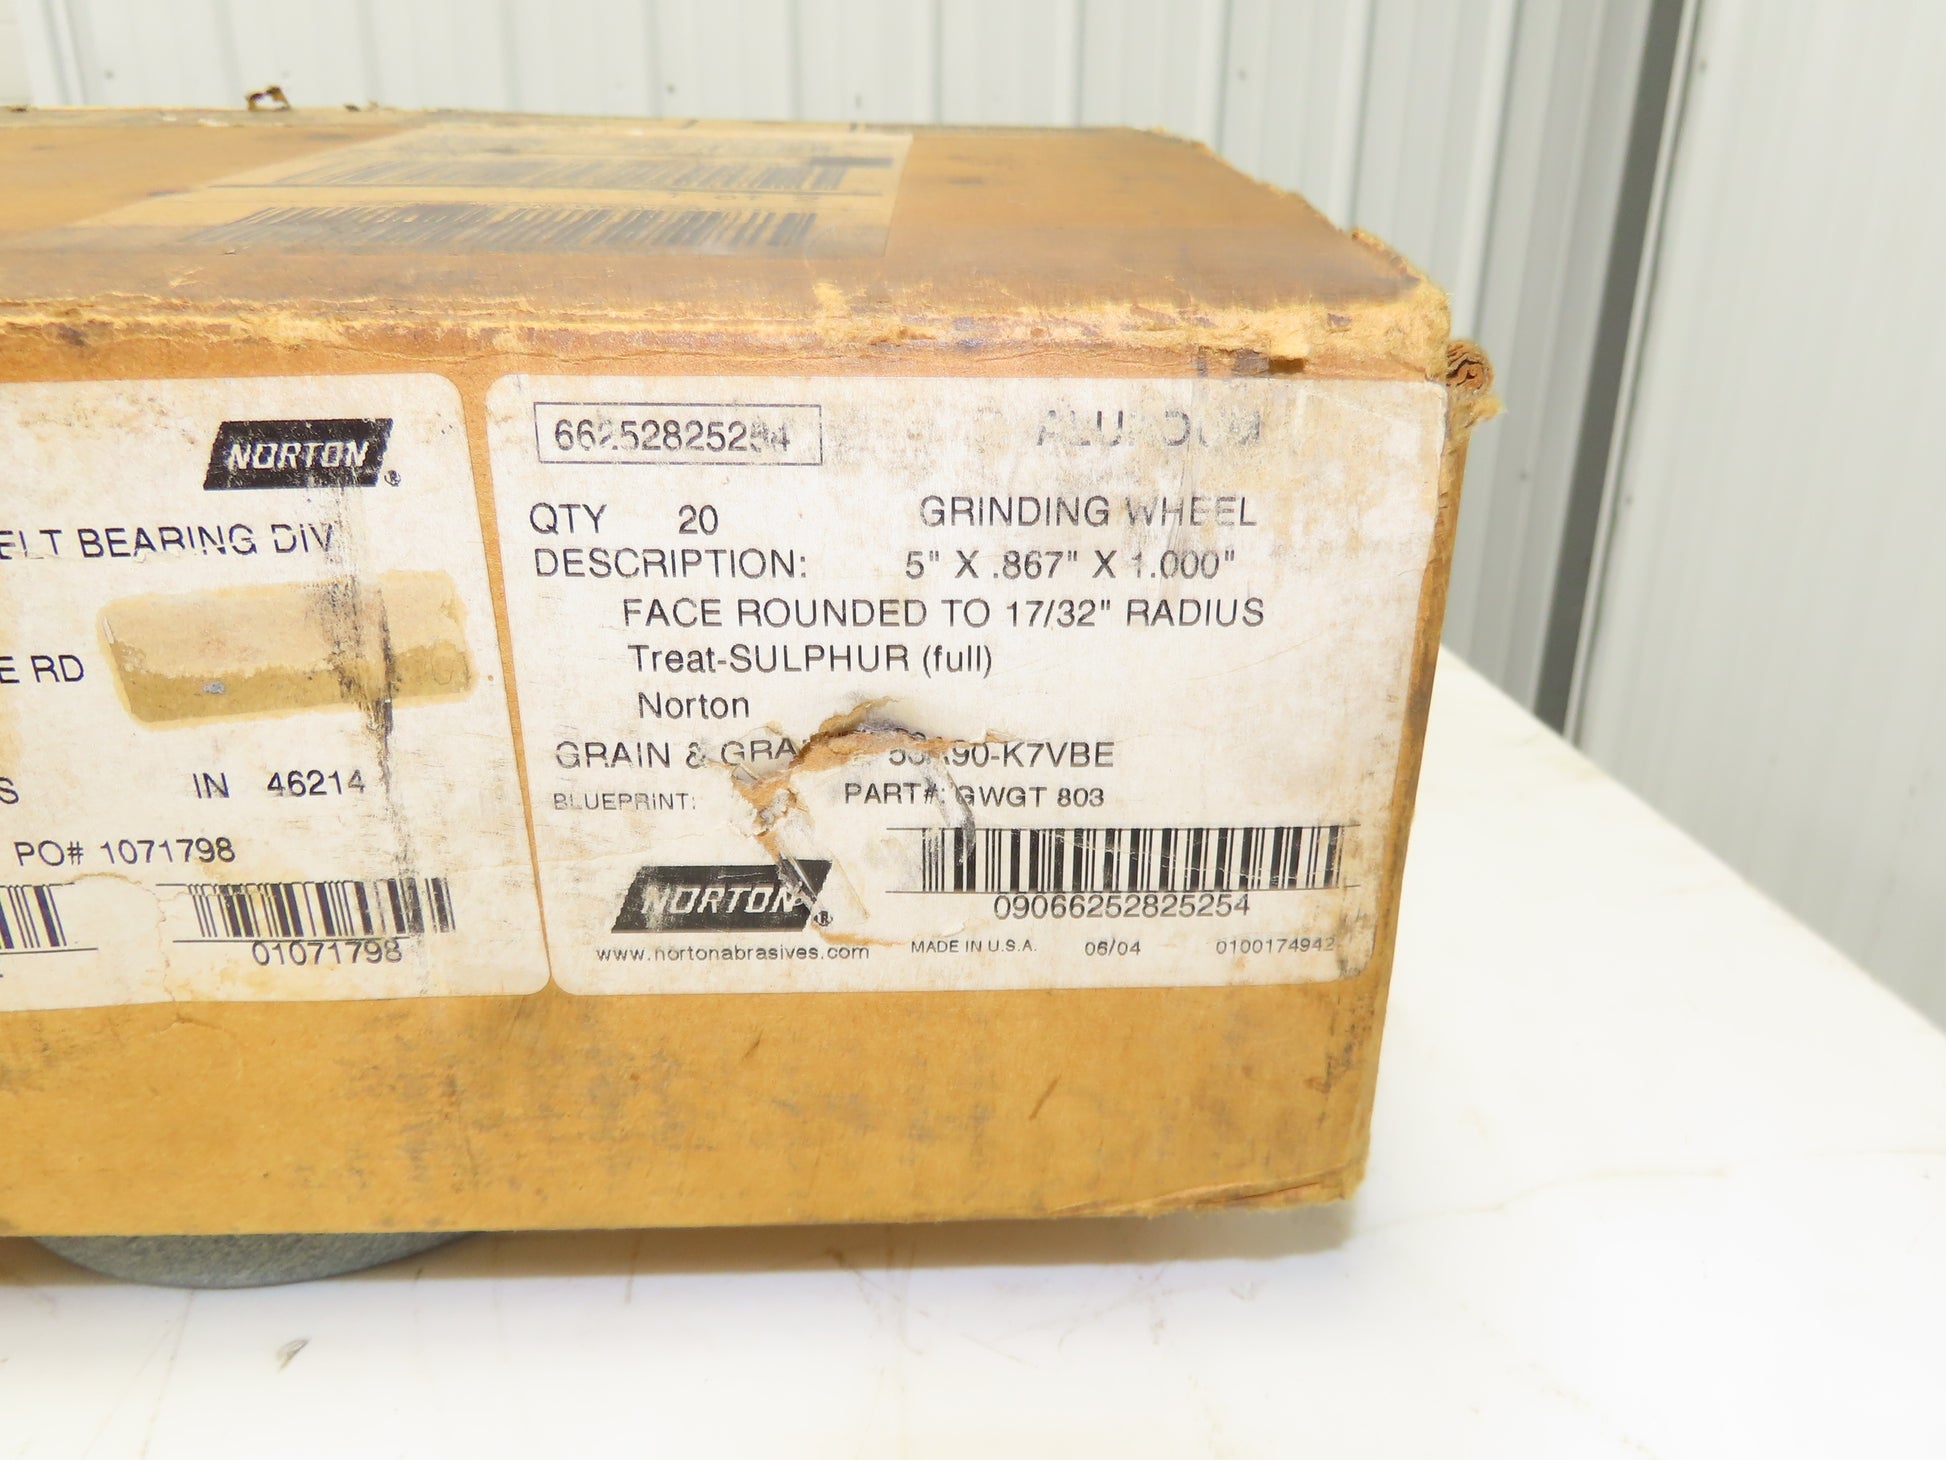 NORTON ®
ELT BEARING DIV
E RD
S IN 46214
PO# 1071798
01071798
66252825254
QTY 20 GRINDING WHEEL
DESCRIPTION: 5" X .867" X 1.000"
FACE ROUNDED TO 17/32" RADIUS
Treat-SULPHUR (full)
Norton
GRAIN & GRA -K7VBE
BLUEPRINT: PART#: GWGT 803
09066252825254
NORTON ®
www.nortonabrasives.com MADE IN U.S.A. 06/04 0100174942